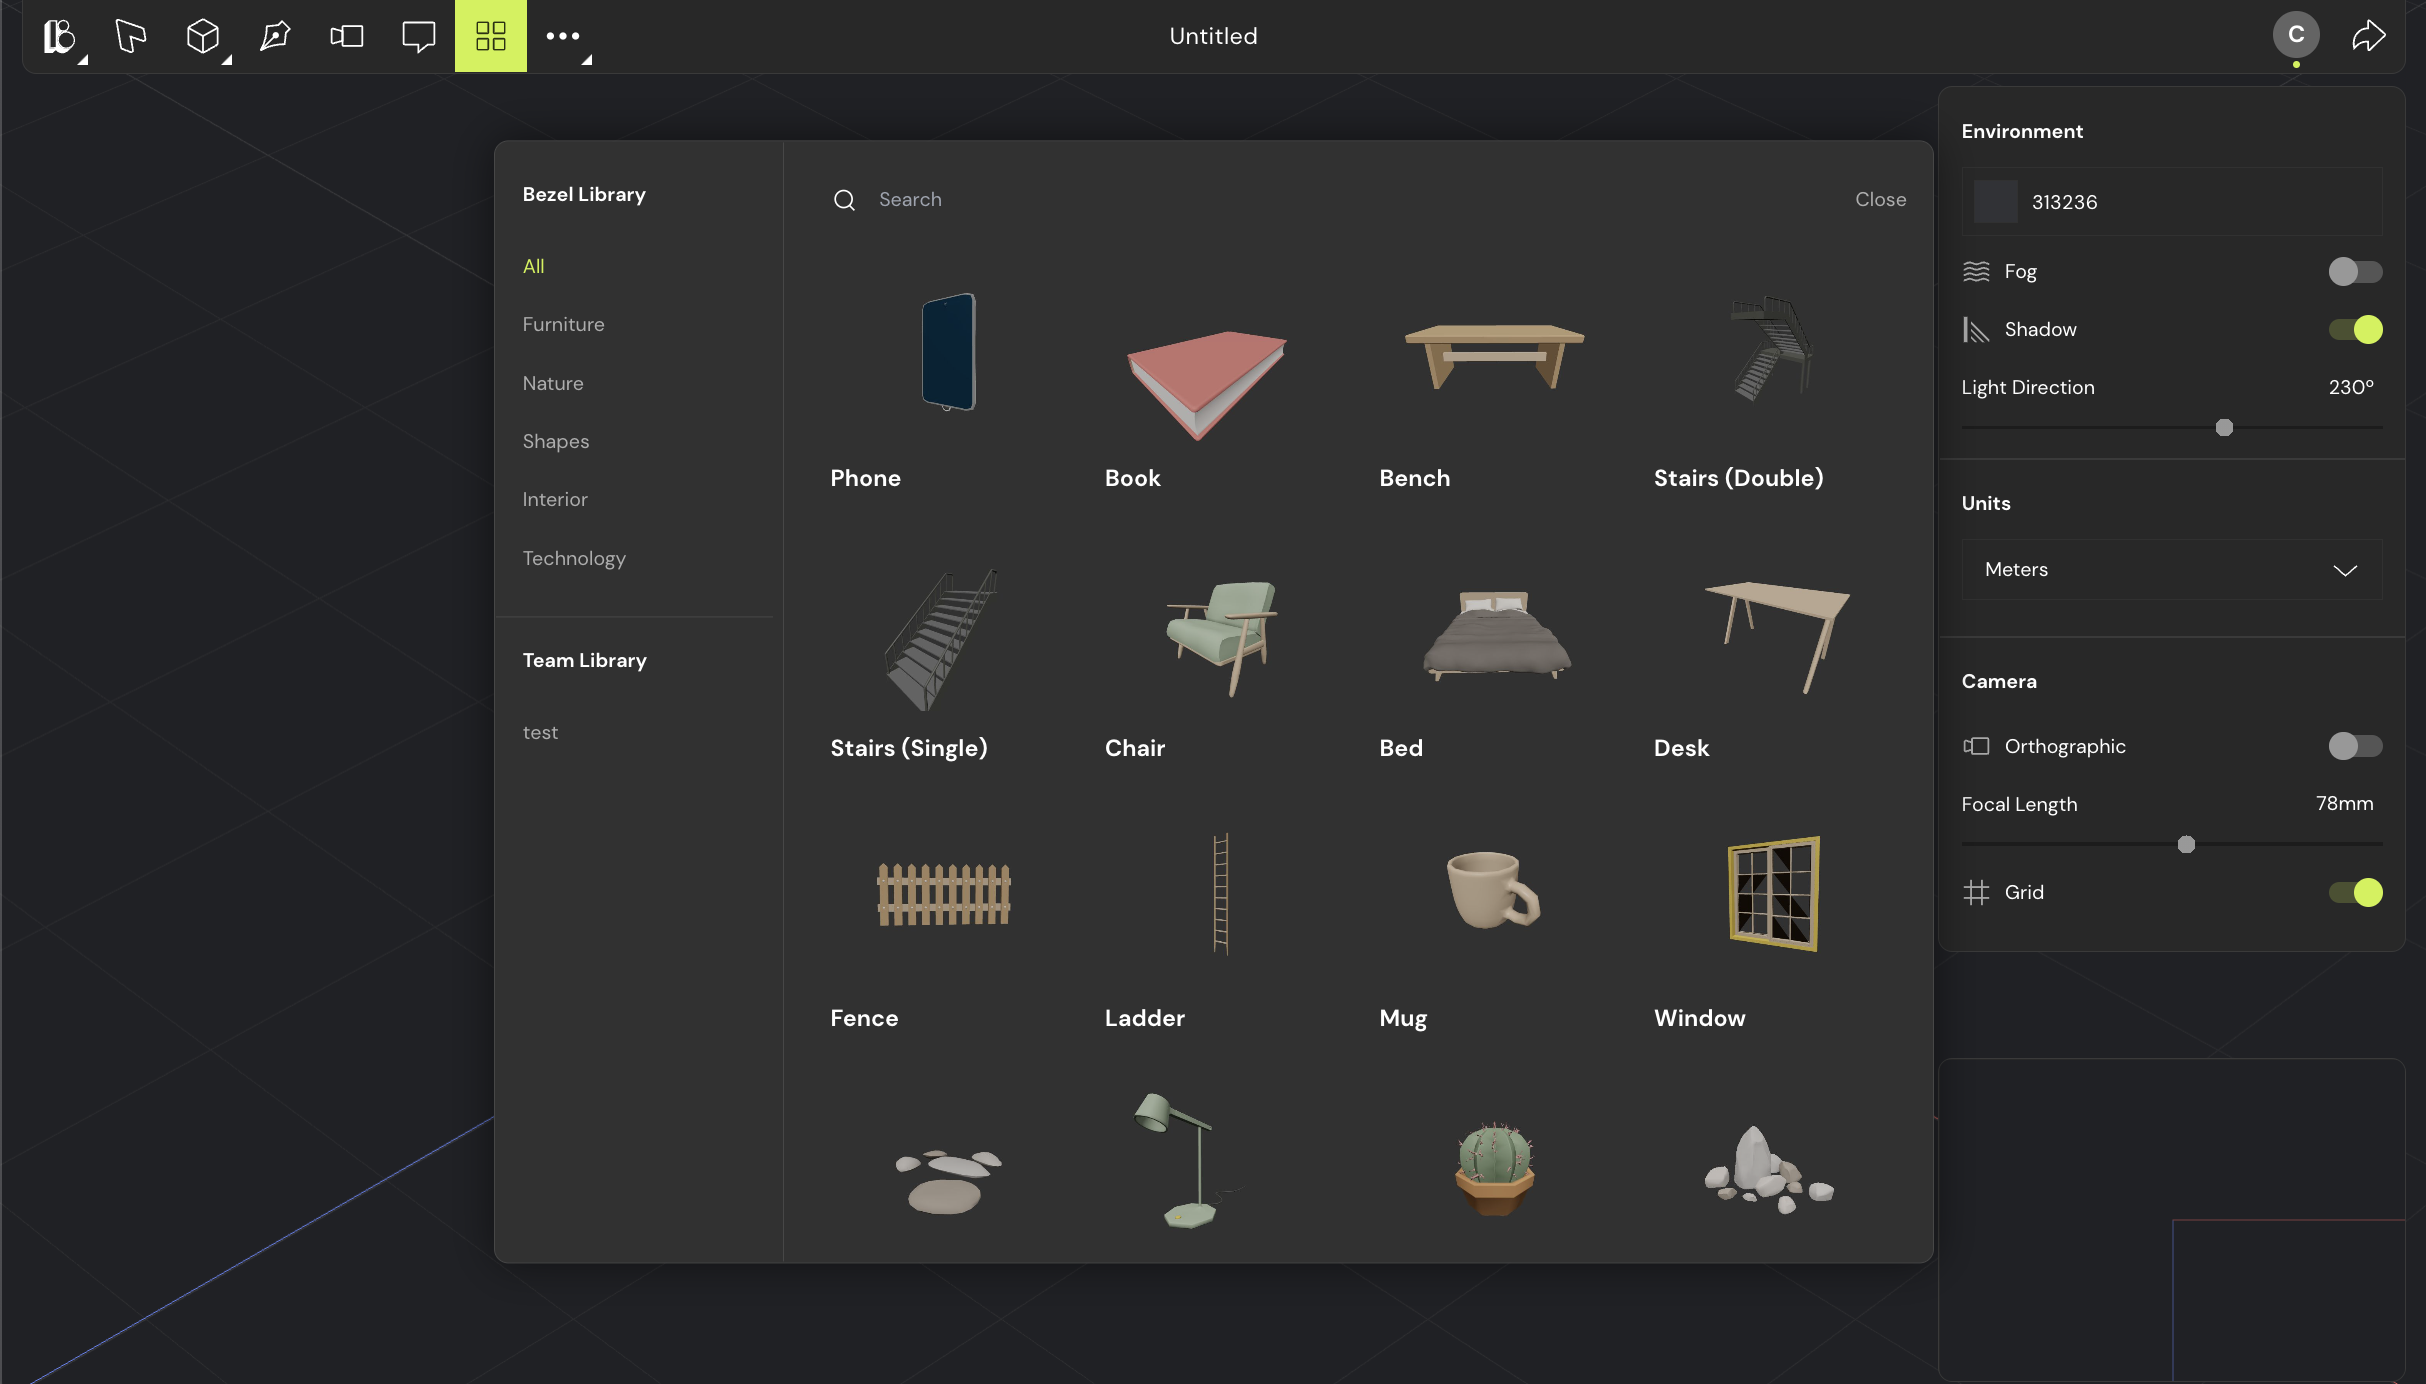 Untitled
C
Bezel Library
All
Furniture
Nature
Shapes
Interior
Technology
Team Library
test
Search
Close
Phone
Book
Bench
Stairs (Double)
Stairs (Single)
Chair
Bed
Desk
Fence
Ladder
Mug
Window
Environment
313236
Fog
Shadow
Light Direction
230°
Units
Meters
Camera
Orthographic
Focal Length
78mm
Grid